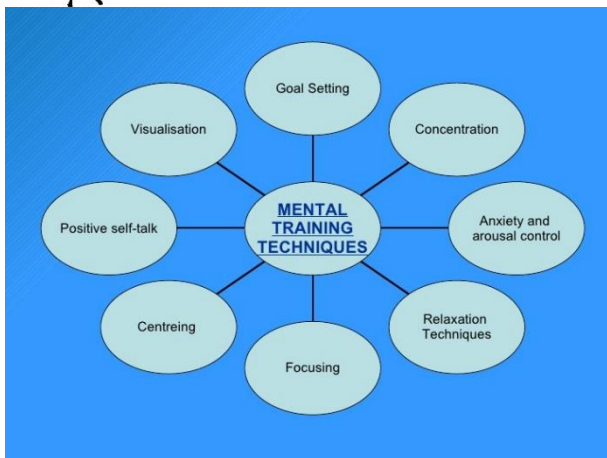 Goal Setting
Visualisation
Concentration
MENTAL
TRAINING
TECHNIQUES
Positive self-talk
Anxiety and
arousal control
Centreing
Relaxation
Techniques
Focusing